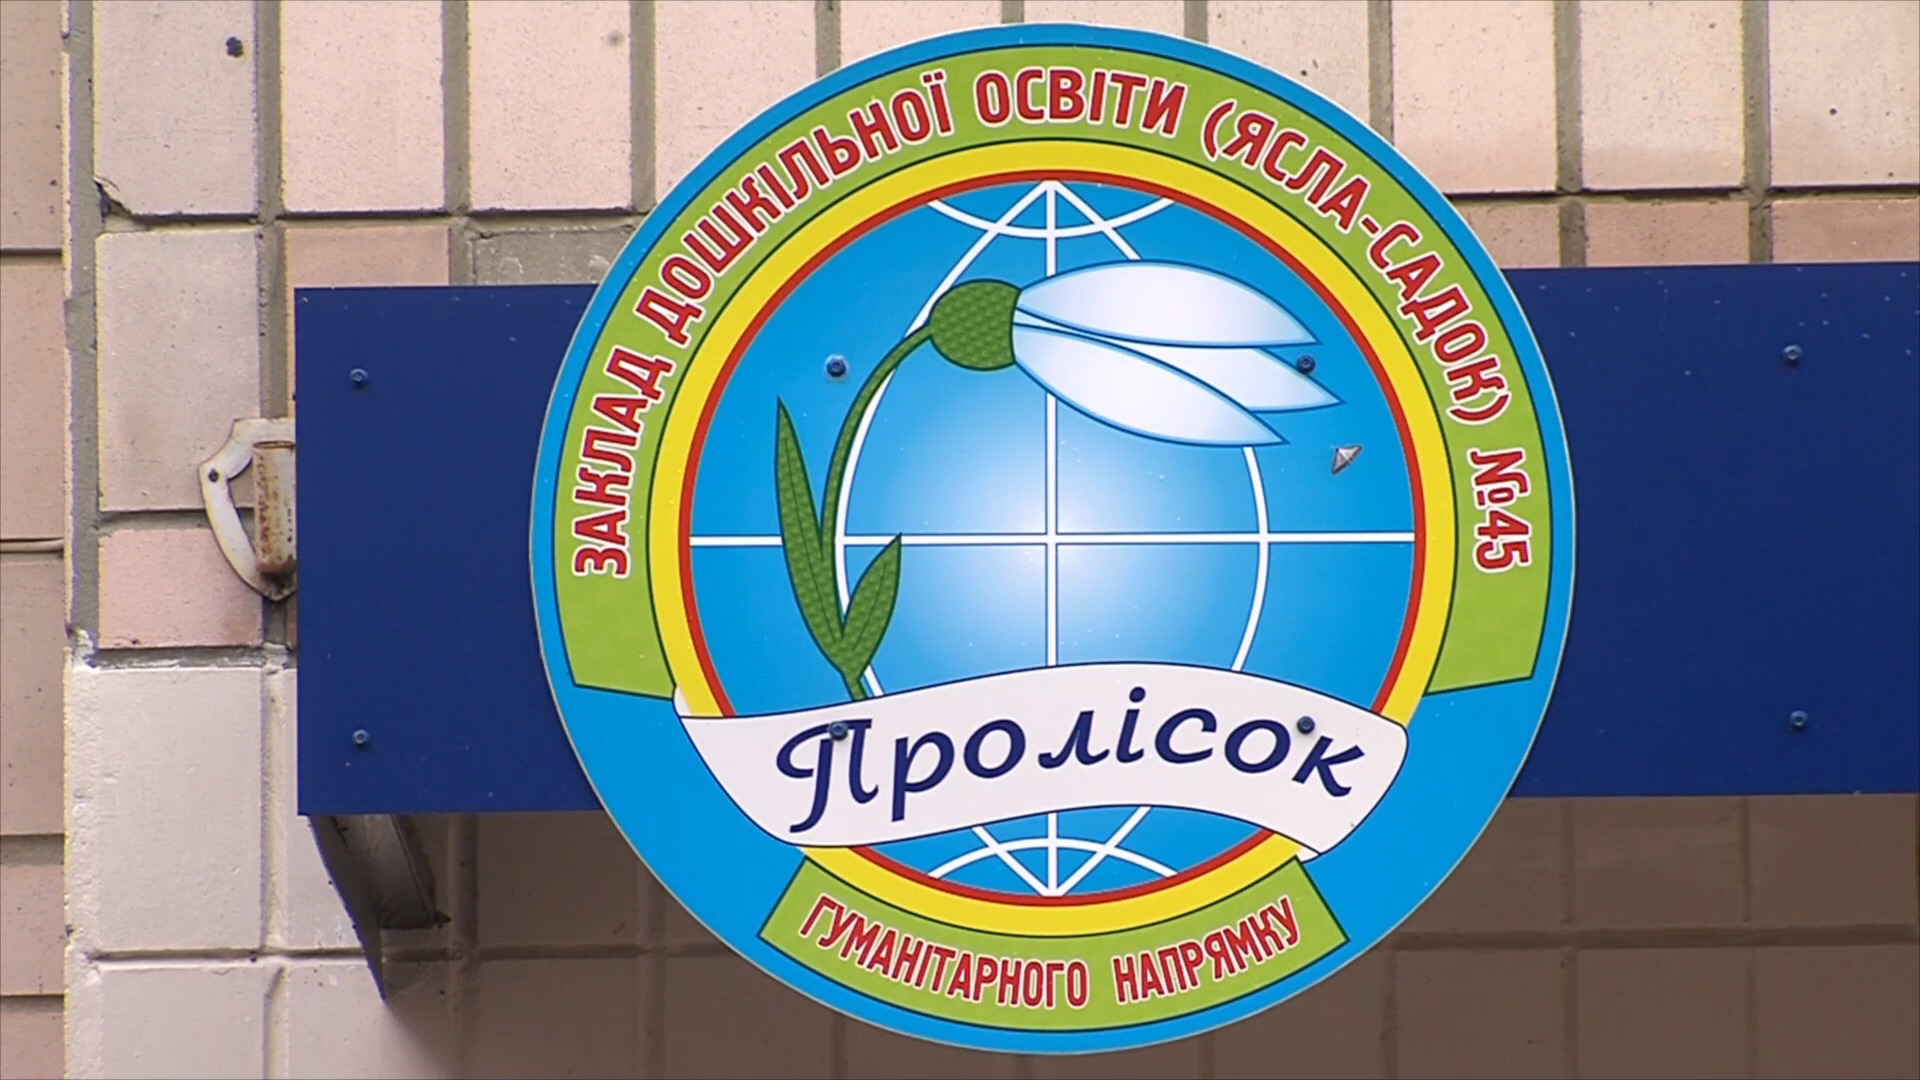 ЗАКЛАД ДОШКІЛЬНОЇ ОСВІТИ (ЯСЛА-САДОК) №45
Пролісок
ГУМАНІТАРНОГО НАПРЯМКУ